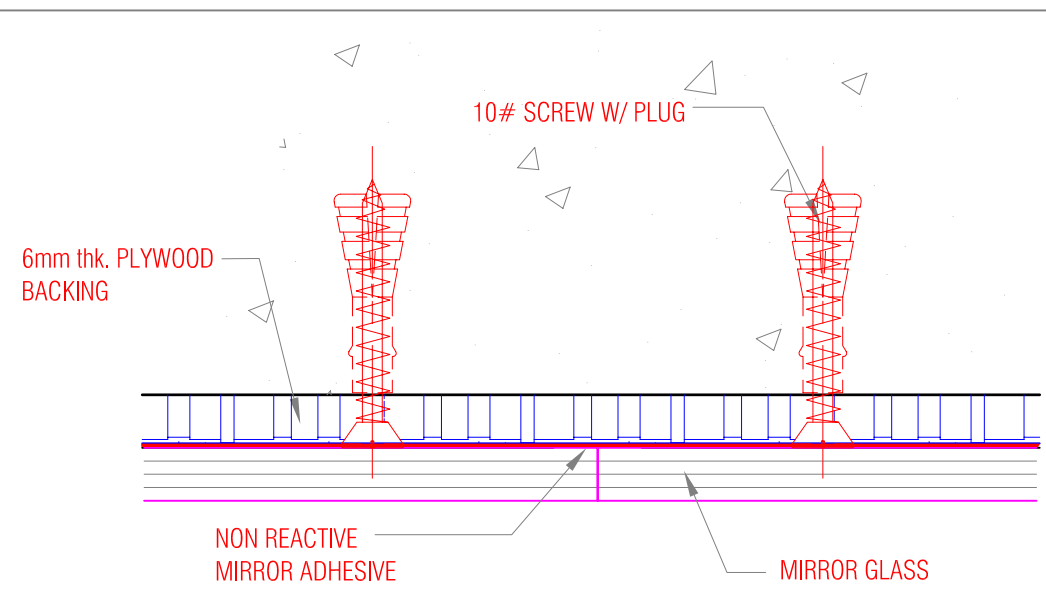 10# SCREW W/ PLUG
6mm thk. PLYWOOD
BACKING
NON REACTIVE
MIRROR ADHESIVE
MIRROR GLASS